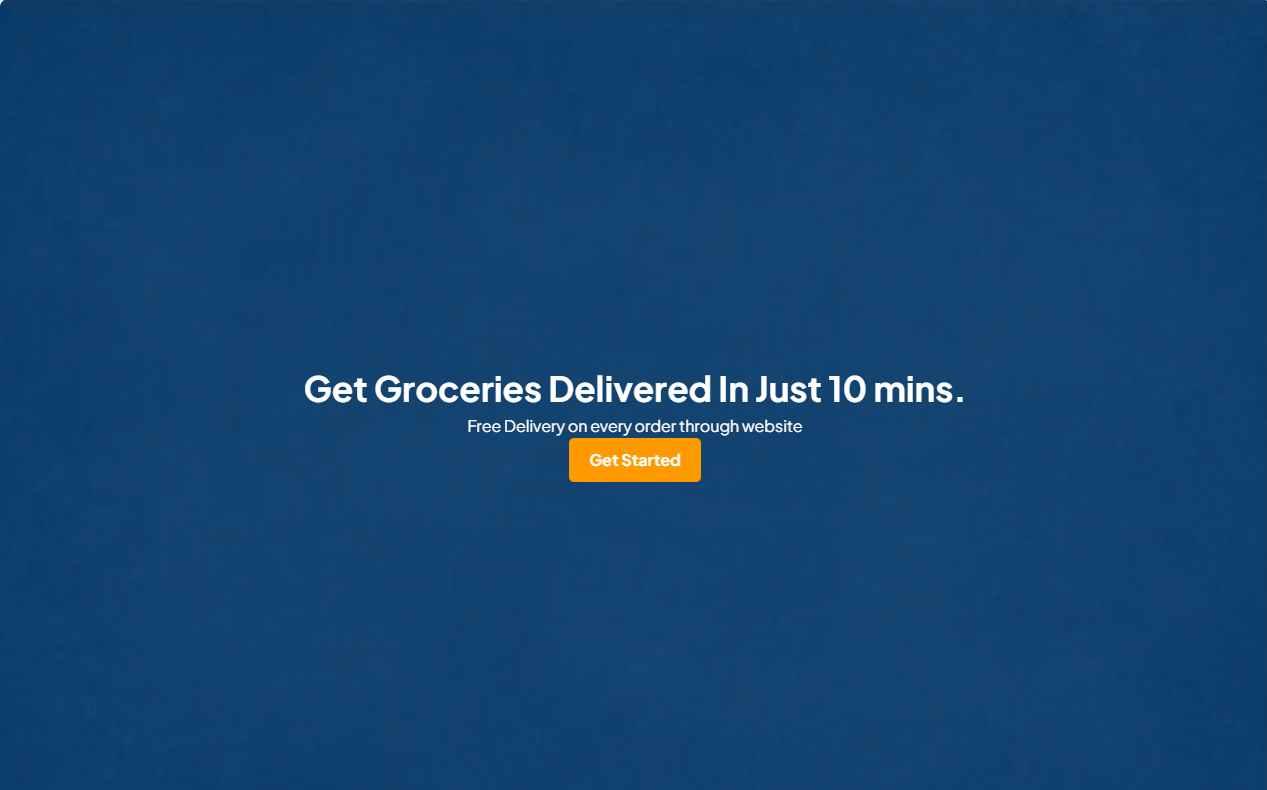 Get Groceries Delivered In Just 10 mins.
Free Delivery on every order through website
Get Started